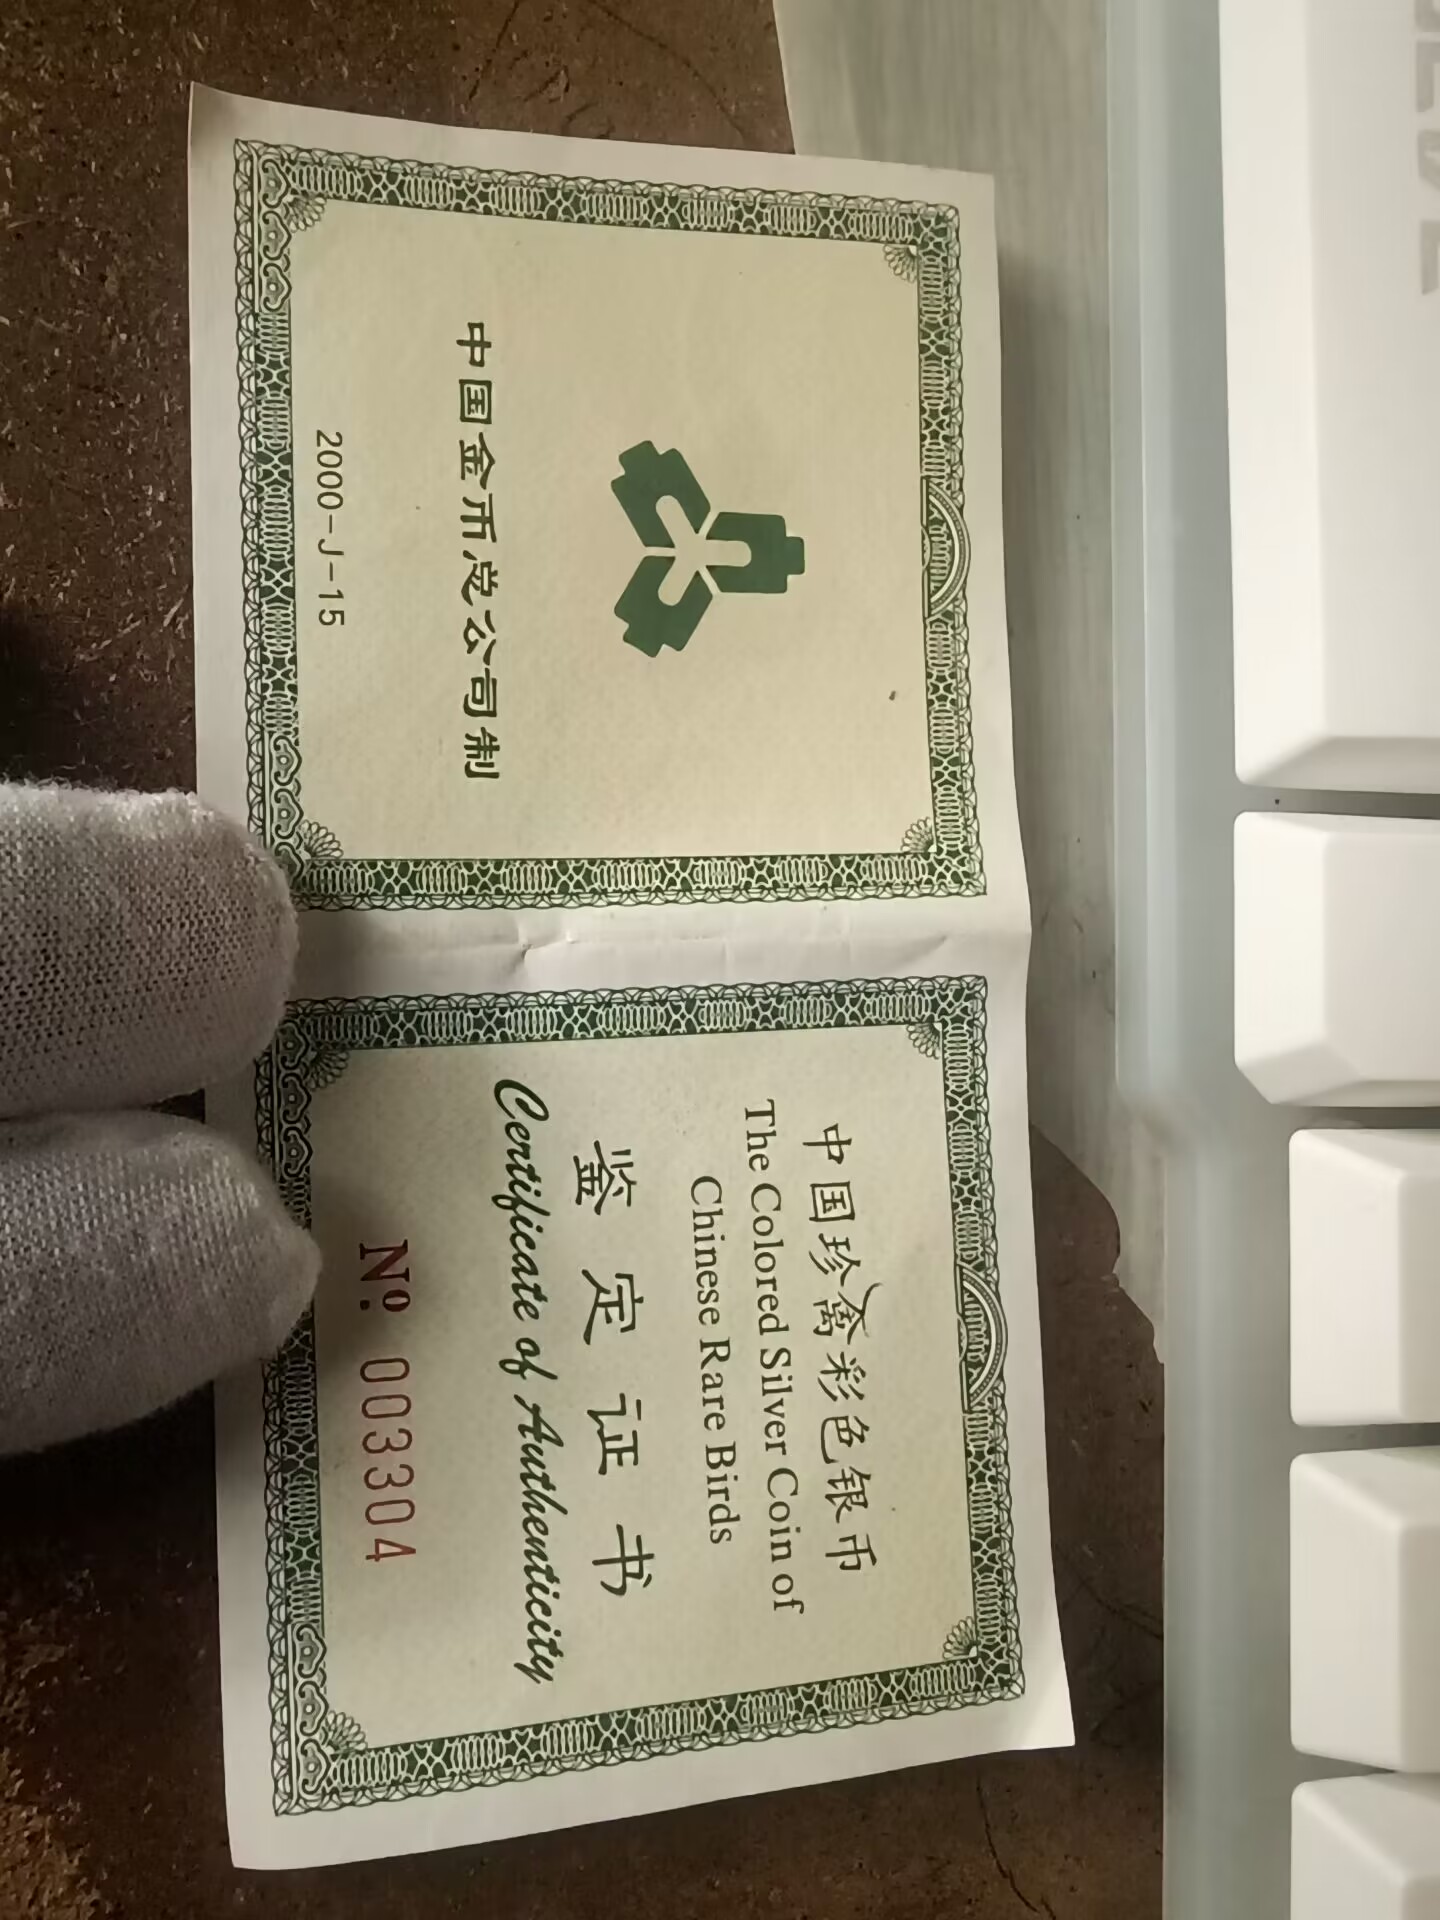 中国金币总公司制
2000-J-15
中国珍禽彩色银币
The Colored Silver Coin of
Chinese Rare Birds
鉴定证书
Certificate of Authenticity
Nº. 003304